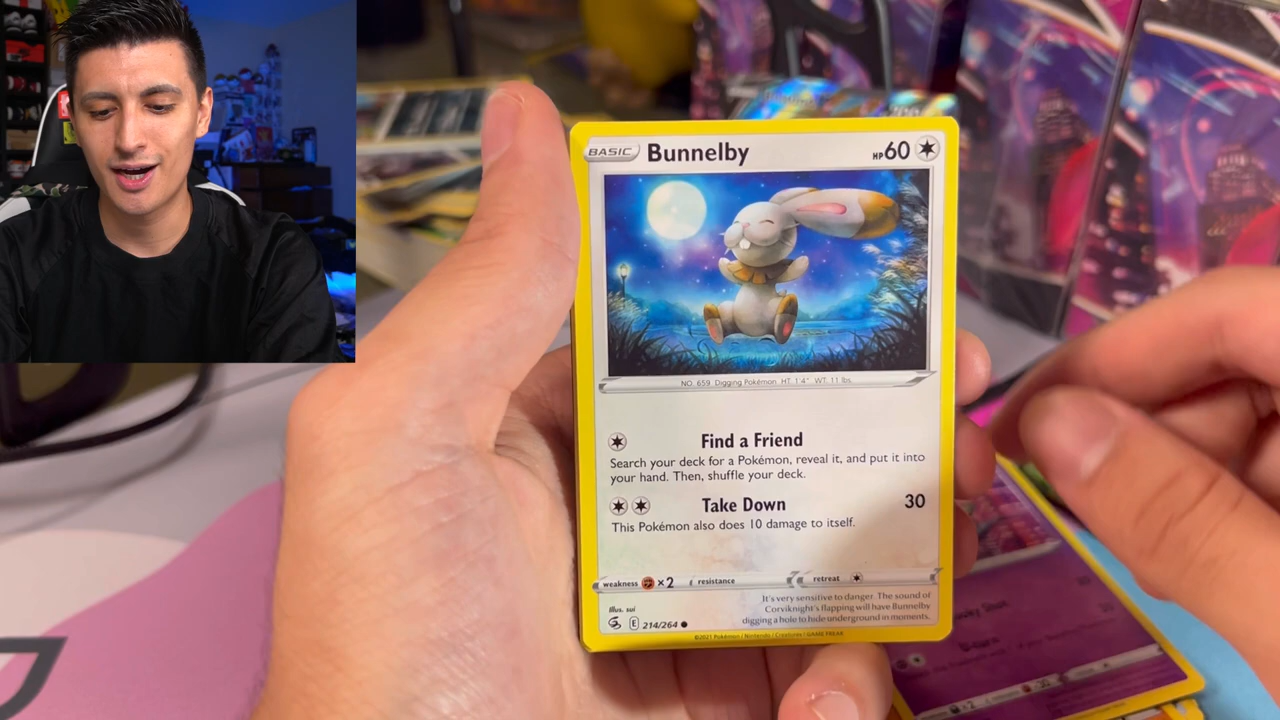 BASIC Bunnelby HP 60
NO. 659 Digging Pokémon HT: 1'4" WT: 11 lbs.
Find a Friend
Search your deck for a Pokémon, reveal it, and put it into
your hand. Then, shuffle your deck.
Take Down 30
This Pokémon also does 10 damage to itself.
weakness ×2 resistance retreat
It's very sensitive to danger. The sound of
Corviknight's flapping will have Bunnelby
digging a hole to hide underground in moments.
Illus. sui
E 214/264
©2021 Pokémon / Nintendo / Creatures / GAME FREAK